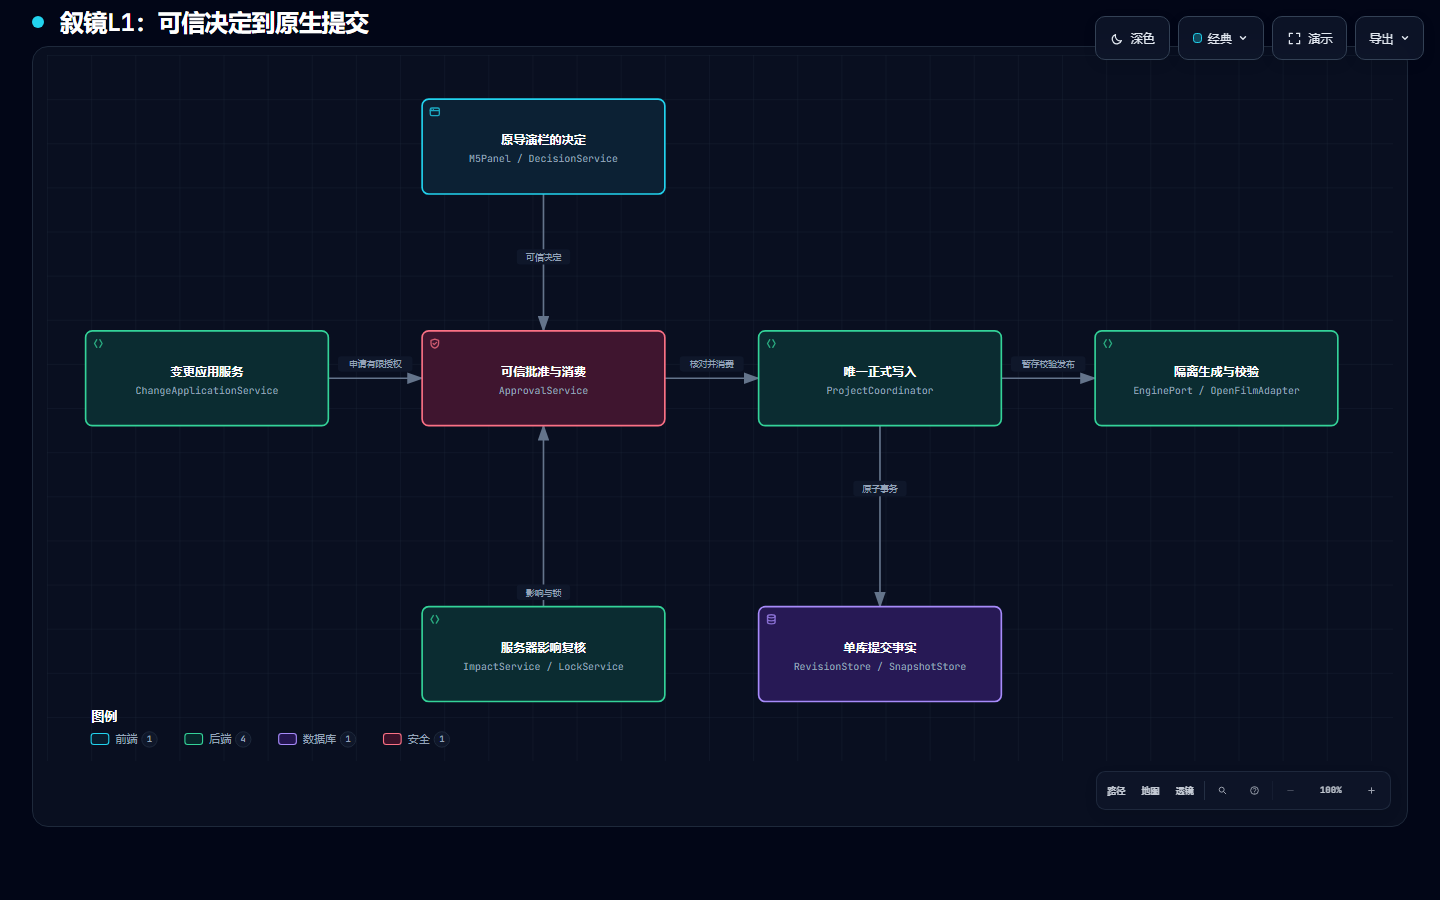 叙镜L1：可信决定到原生提交
深色
经典
演示
导出
原导演栏的决定
M5Panel / DecisionService
可信决定
变更应用服务
ChangeApplicationService
申请有限授权
可信批准与消费
ApprovalService
核对并消费
唯一正式写入
ProjectCoordinator
暂存校验发布
隔离生成与校验
EnginePort / OpenFilmAdapter
原子事务
影响与锁
服务器影响复核
ImpactService / LockService
单库提交事实
RevisionStore / SnapshotStore
图例
前端 1
后端 4
数据库 1
安全 1
路径 地图 透镜 − 100% +